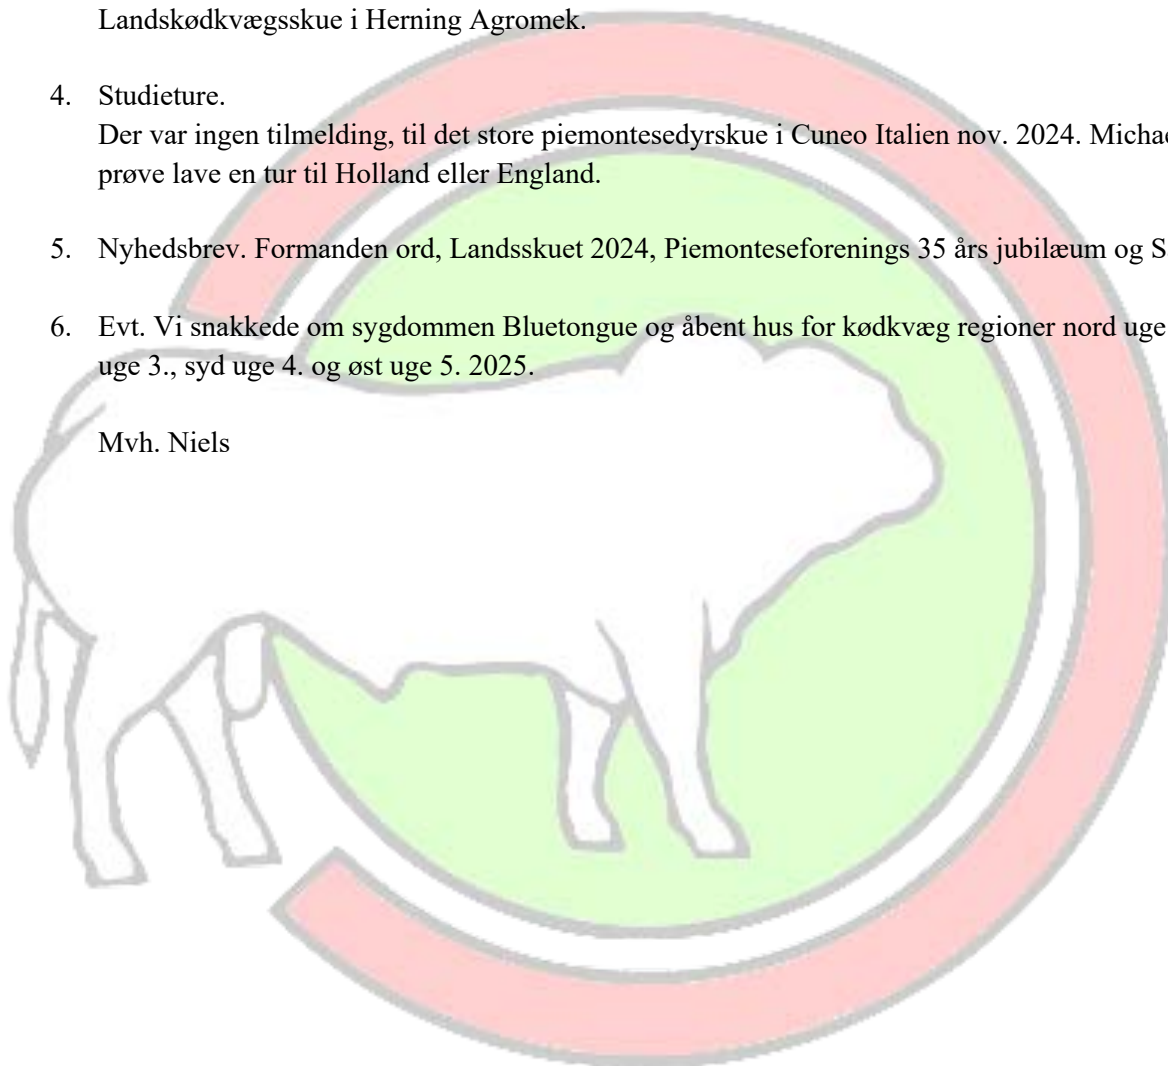 Landskødkvægsskue i Herning Agromek.
4. Studieture.
Der var ingen tilmelding, til det store piemontesedyrskue i Cuneo Italien nov. 2024.
prøve lave en tur til Holland eller England.
5. Nyhedsbrev. Formanden ord, Landsskuet 2024, Piemonteseforenings 35 års jubilæum og
6. Evt. Vi snakkede om sygdommen Bluetongue og åbent hus for kødkvæg regioner nord uge
uge 3., syd uge 4. og øst uge 5. 2025.
Mvh. Niels